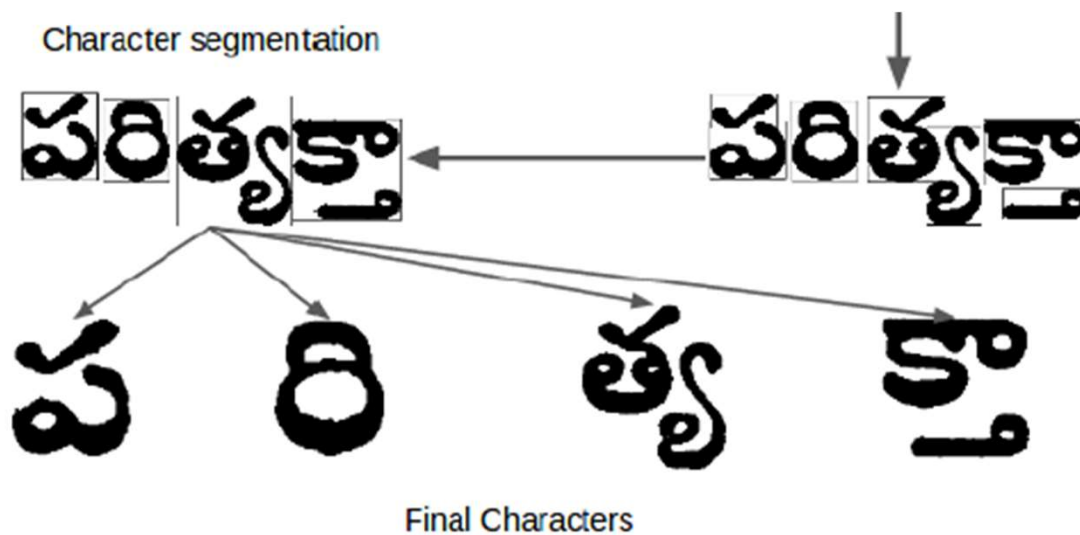 Character segmentation
పరిత్యక్తా పరిత్యక్తా
ప రి త్య క్తా
Final Characters